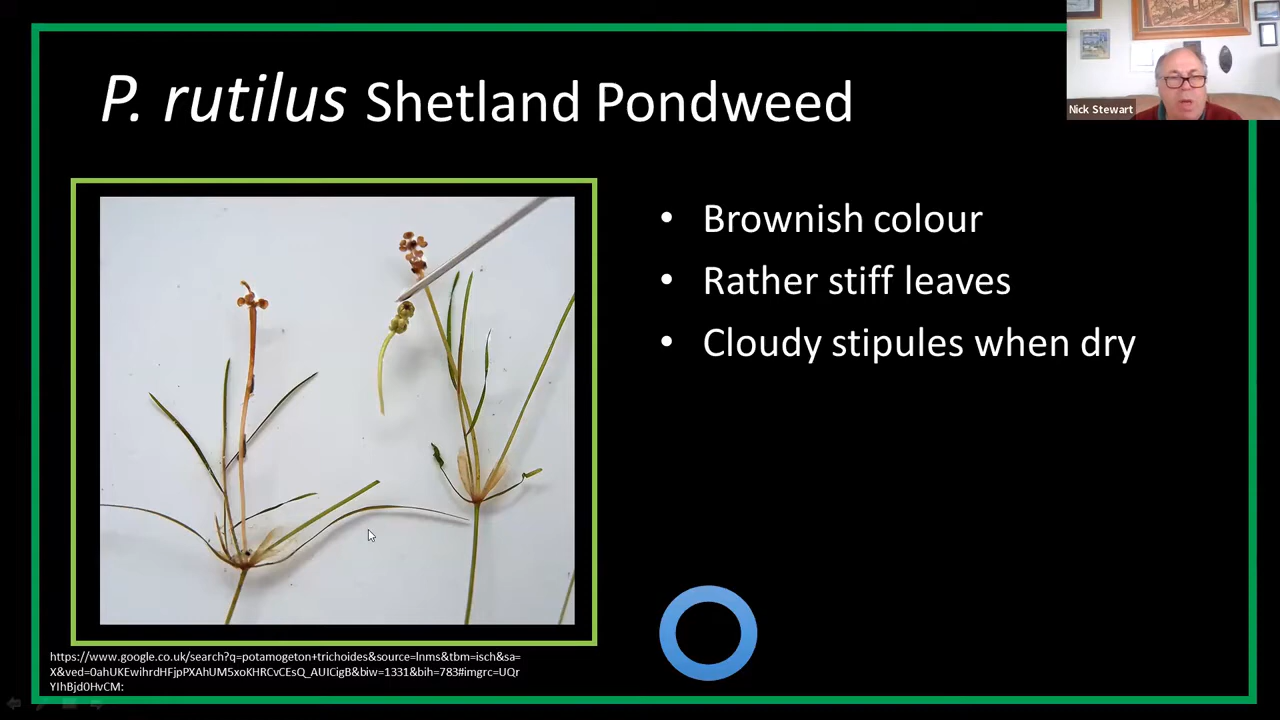 P. rutilus Shetland Pondweed
Nick Stewart
• Brownish colour
• Rather stiff leaves
• Cloudy stipules when dry
https://www.google.co.uk/search?q=potamogeton+trichoides&source=lnms&tbm=isch&sa=
X&ved=0ahUKEwihrdHFjpPXAhUM5xoKHRCvCEsQ_AUICigB&biw=1331&bih=783#imgrc=UQr
YIhBjd0HvCM: